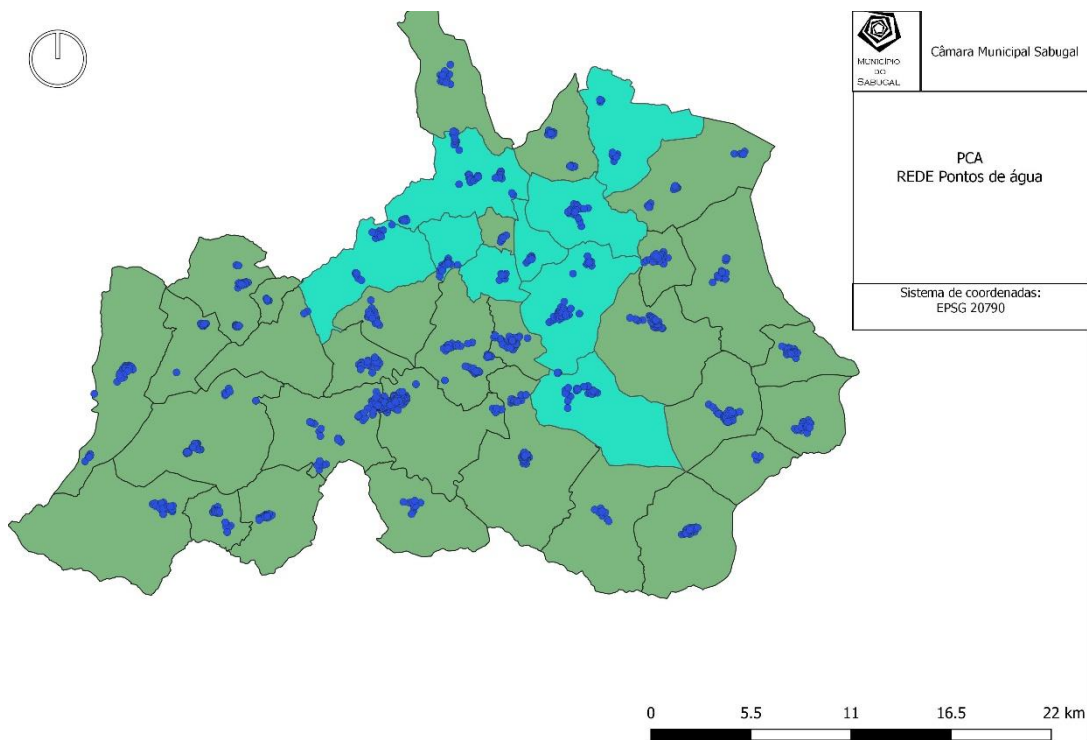 MUNICÍPIO
DO
SABUGAL
Câmara Municipal Sabugal
PCA
REDE Pontos de água
Sistema de coordenadas:
EPSG 20790
0 5.5 11 16.5 22 km